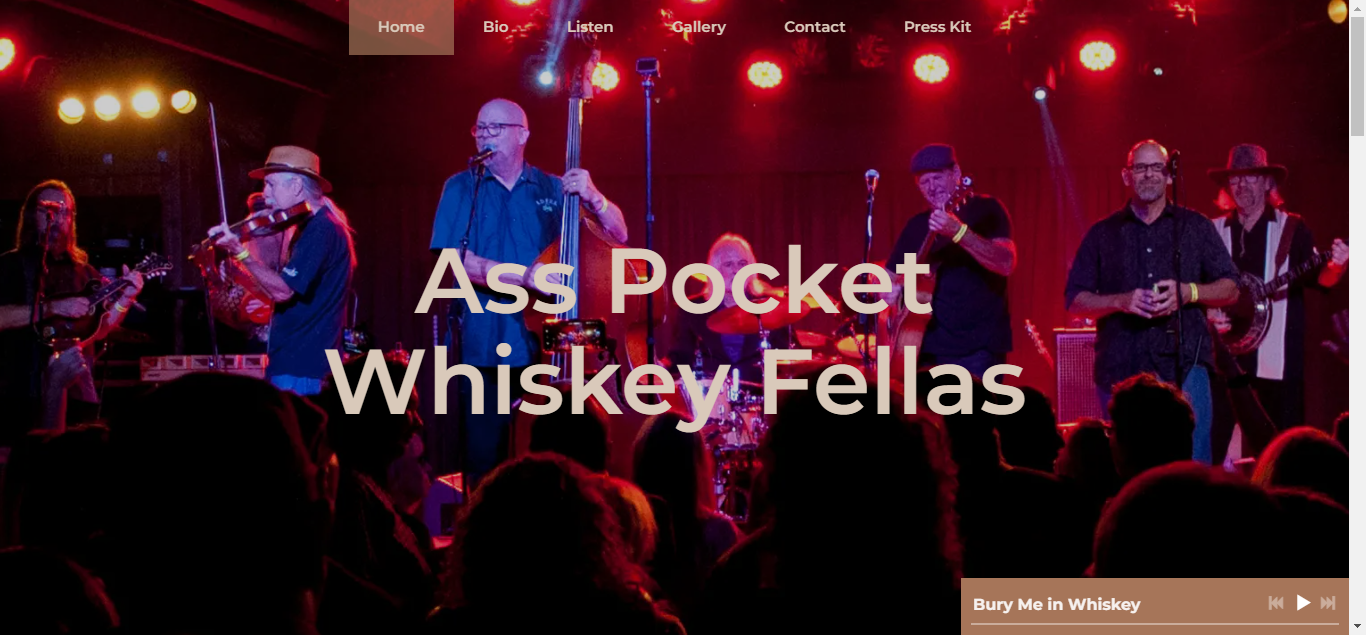 Home Bio Listen Gallery Contact Press Kit
Ass Pocket
Whiskey Fellas
Bury Me in Whiskey